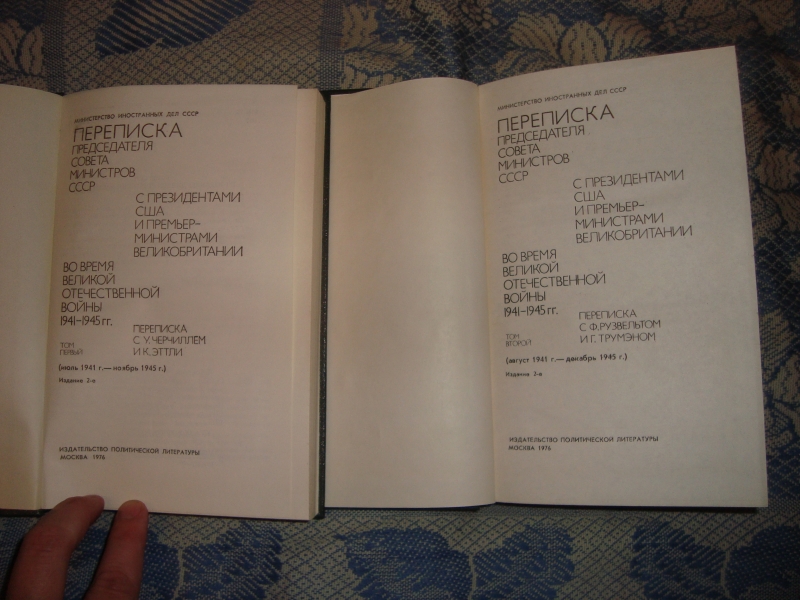 МИНИСТЕРСТВО ИНОСТРАННЫХ ДЕЛ СССР
ПЕРЕПИСКА
ПРЕДСЕДАТЕЛЯ
СОВЕТА
МИНИСТРОВ
СССР
С ПРЕЗИДЕНТАМИ
США
И ПРЕМЬЕР-
МИНИСТРАМИ
ВЕЛИКОБРИТАНИИ
ВО ВРЕМЯ
ВЕЛИКОЙ
ОТЕЧЕСТВЕННОЙ
ВОЙНЫ
1941-1945 гг.
ТОМ
ПЕРВЫЙ
ПЕРЕПИСКА
С У. ЧЕРЧИЛЛЕМ
И К. ЭТТЛИ
(июль 1941 г. — ноябрь 1945 г.)
Издание 2-е
ИЗДАТЕЛЬСТВО ПОЛИТИЧЕСКОЙ ЛИТЕРАТУРЫ
МОСКВА 1976
МИНИСТЕРСТВО ИНОСТРАННЫХ ДЕЛ СССР
ПЕРЕПИСКА
ПРЕДСЕДАТЕЛЯ
СОВЕТА
МИНИСТРОВ
СССР
С ПРЕЗИДЕНТАМИ
США
И ПРЕМЬЕР-
МИНИСТРАМИ
ВЕЛИКОБРИТАНИИ
ВО ВРЕМЯ
ВЕЛИКОЙ
ОТЕЧЕСТВЕННОЙ
ВОЙНЫ
1941-1945 гг.
ТОМ
ВТОРОЙ
ПЕРЕПИСКА
С Ф. РУЗВЕЛЬТОМ
И Г. ТРУМЭНОМ
(август 1941 г. — декабрь 1945 г.)
Издание 2-е
ИЗДАТЕЛЬСТВО ПОЛИТИЧЕСКОЙ ЛИТЕРАТУРЫ
МОСКВА 1976